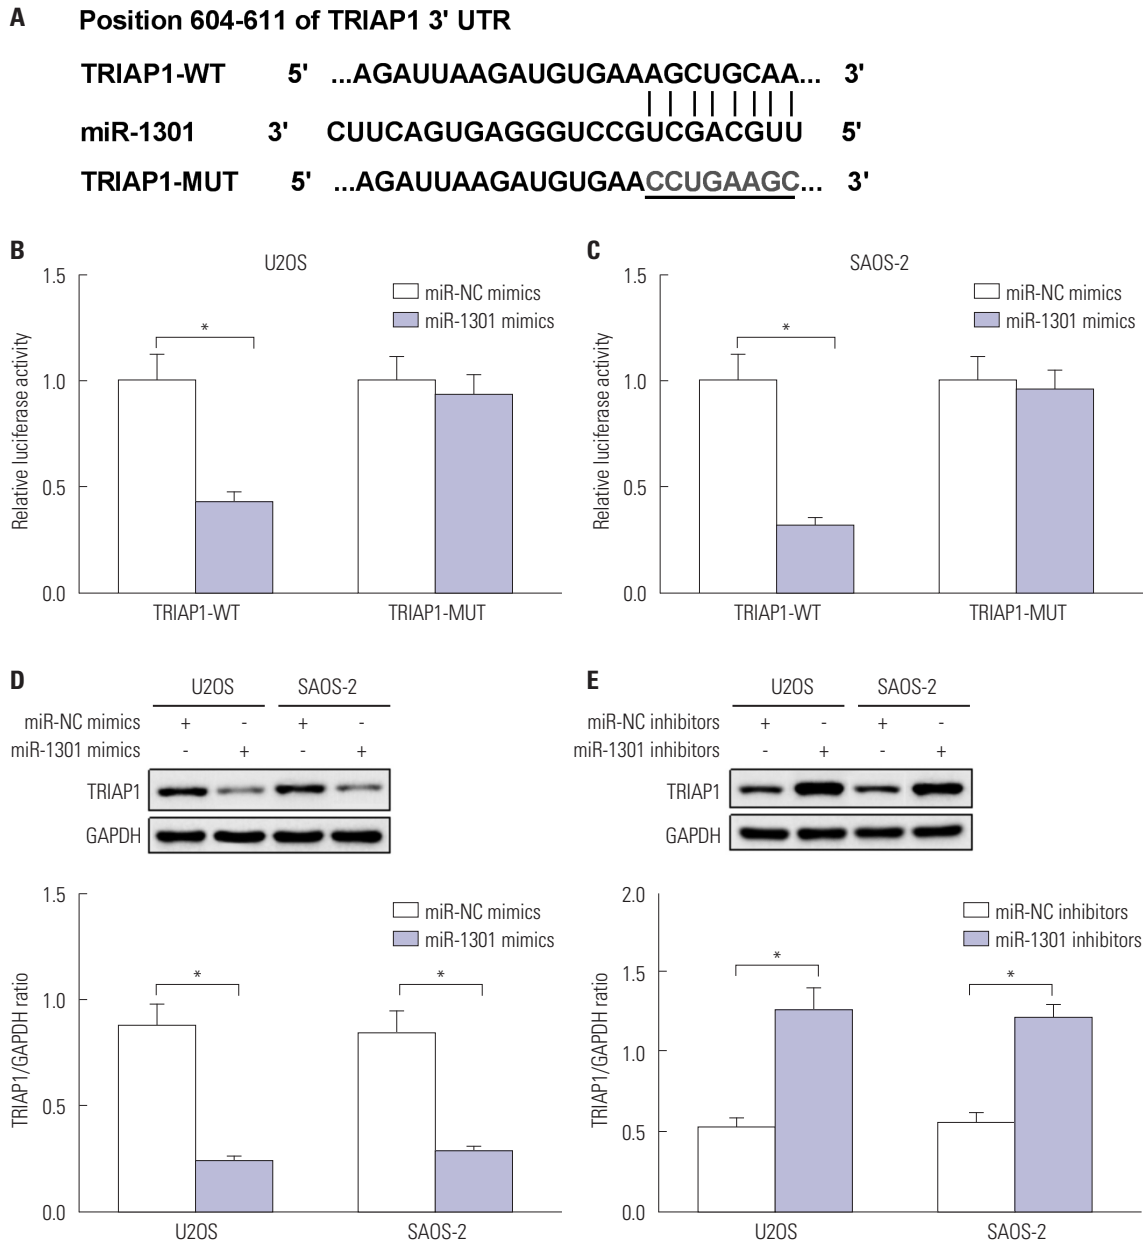 A Position 604-611 of TRIAP1 3' UTR
TRIAP1-WT 5' ...AGAUUAAGAUGUGAAAGCUGCAA... 3'
miR-1301 3' CUUCAGUGAGGGUCCGUCGACGUU 5'
TRIAP1-MUT 5' ...AGAUUAAGAUGUGAACCUGAAGC... 3'
B
U2OS
1.5
1.0
0.5
0.0
Relative luciferase activity
miR-NC mimics
miR-1301 mimics
*
TRIAP1-WT TRIAP1-MUT
C
SAOS-2
1.5
1.0
0.5
0.0
Relative luciferase activity
miR-NC mimics
miR-1301 mimics
*
TRIAP1-WT TRIAP1-MUT
D
U2OS SAOS-2
miR-NC mimics + - + -
miR-1301 mimics - + - +
TRIAP1
GAPDH
1.5
1.0
0.5
0.0
TRIAP1/GAPDH ratio
miR-NC mimics
miR-1301 mimics
* *
U2OS SAOS-2
E
U2OS SAOS-2
miR-NC inhibitors + - + -
miR-1301 inhibitors - + - +
TRIAP1
GAPDH
2.0
1.5
1.0
0.5
0.0
TRIAP1/GAPDH ratio
miR-NC inhibitors
miR-1301 inhibitors
* *
U2OS SAOS-2